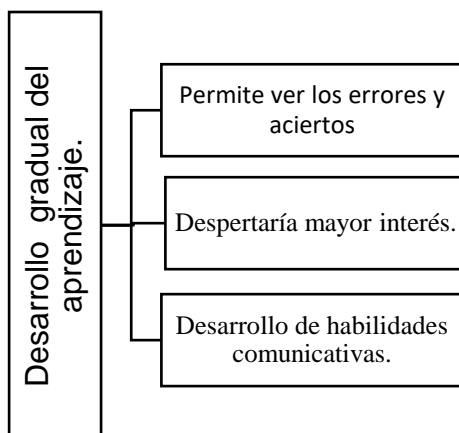 Desarrollo gradual del
aprendizaje.
Permite ver los errores y
aciertos
Despertaría mayor interés.
Desarrollo de habilidades
comunicativas.